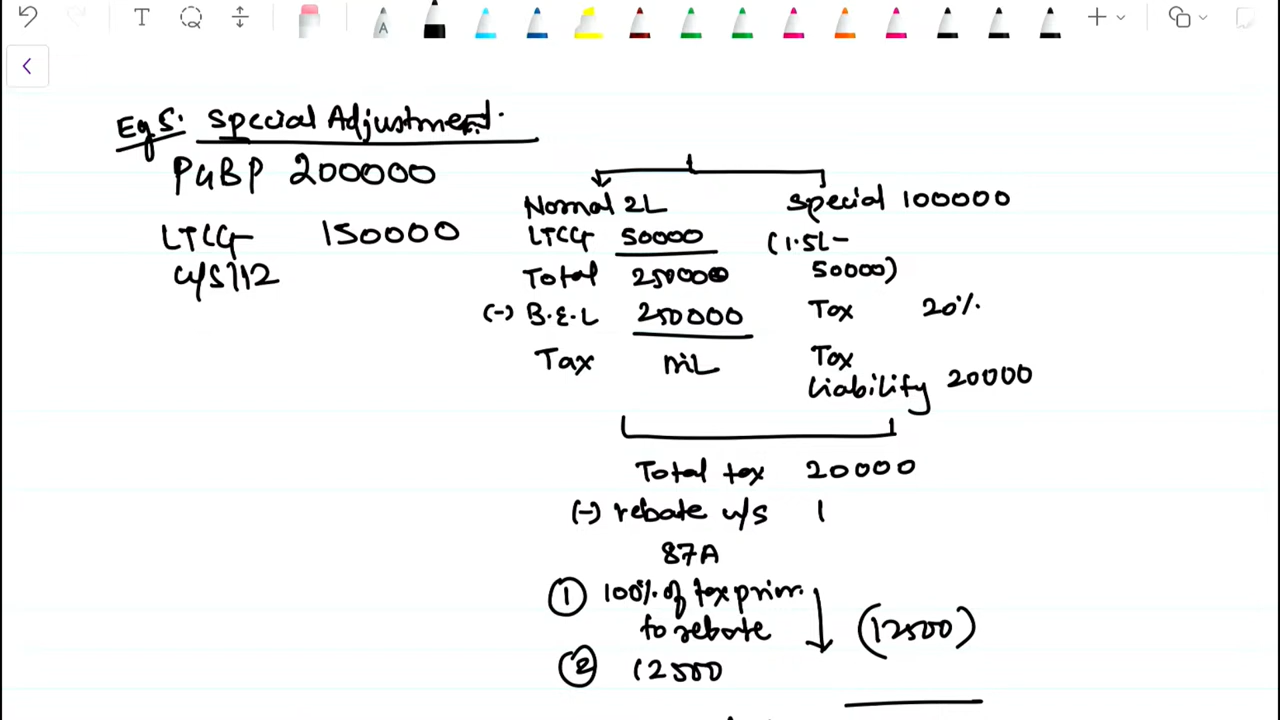 Eg 5. Special Adjustment.
PGBP 200000
LTCG 150000
u/s 112
Normal 2L
LTCG 50000
Total 250000
(-) B.E.L 250000
Tax niL
Special 100000
(1.5L-
50000)
Tax 20%
Tax
Liability 20000
Total tax 20000
(-) rebate u/s
87A
① 100% of tax prior
to rebate
② 12500
(12500)